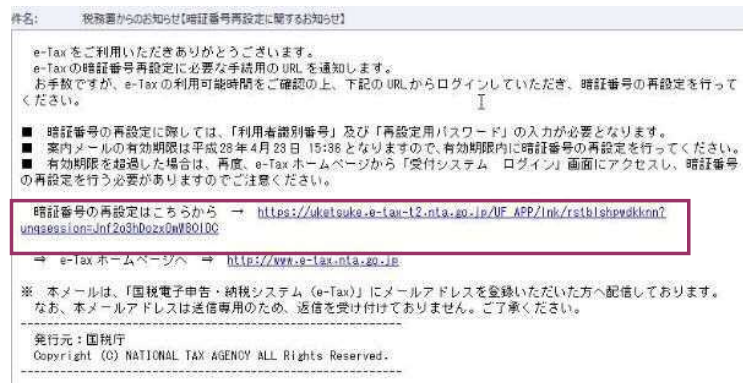 件名: 税務署からのお知らせ【暗証番号再設定に関するお知らせ】
e-Taxをご利用いただきありがとうございます。
e-Taxの暗証番号再設定に必要な手続用のURLを通知します。
お手数ですが、e-Taxの利用可能時間をご確認の上、下記のURLからログインしていただき、暗証番号の再設定を行って
ください。
■ 暗証番号の再設定に際しては、「利用者識別番号」及び「再設定用パスワード」の入力が必要となります。
■ 案内メールの有効期限は平成28年4月23日 15:36となりますので、有効期限内に暗証番号の再設定を行ってください。
■ 有効期限を超過した場合は、再度、e-Taxホームページから「受付システム ログイン」画面にアクセスし、暗証番号
の再設定を行う必要がありますのでご注意ください。
暗証番号の再設定はこちらから → https://uketsuke.e-tax-t2.nta.go.jp/UF_APP/lnk/rstblshpwdkknn?
⇒ e-Taxホームページへ ⇒ http://www.e-tax.nta.go.jp
※ 本メールは、「国税電子申告・納税システム(e-Tax)」にメールアドレスを登録いただいた方へ配信しております。
なお、本メールアドレスは送信専用のため、返信を受け付けておりません。ご了承ください。
---------------------------------------------------
発行元:国税庁
Copyright (C) NATIONAL TAX AGENCY ALL Rights Reserved.
---------------------------------------------------